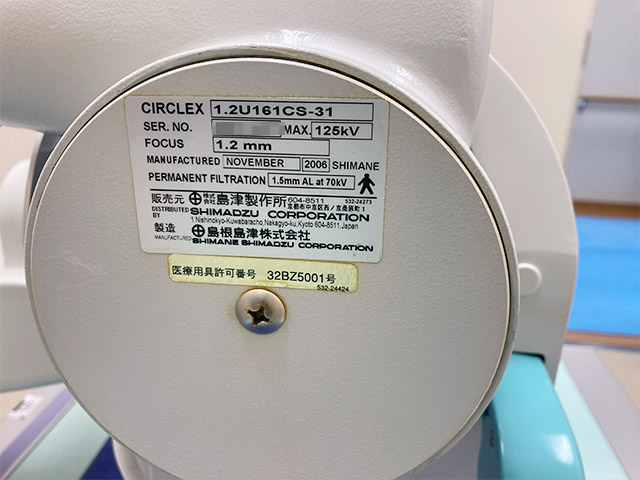 CIRCLEX 1.2U161CS-31
SER. NO. MAX. 125kV
FOCUS 1.2 mm
MANUFACTURED NOVEMBER 2006 SHIMANE
PERMANENT FILTRATION 1.5mm AL at 70kV
販売元 株式会社 島津製作所 604-8511 532-24273
京都市中京区西ノ京桑原町1
DISTRIBUTED BY SHIMADZU CORPORATION
1.Nishinokyo-Kuwabaracho,Nakagyo-ku,Kyoto 604-8511,Japan
製造 島根島津株式会社
MANUFACTURED SHIMANE SHIMADZU CORPORATION
医療用具許可番号 32BZ5001号
532-24424